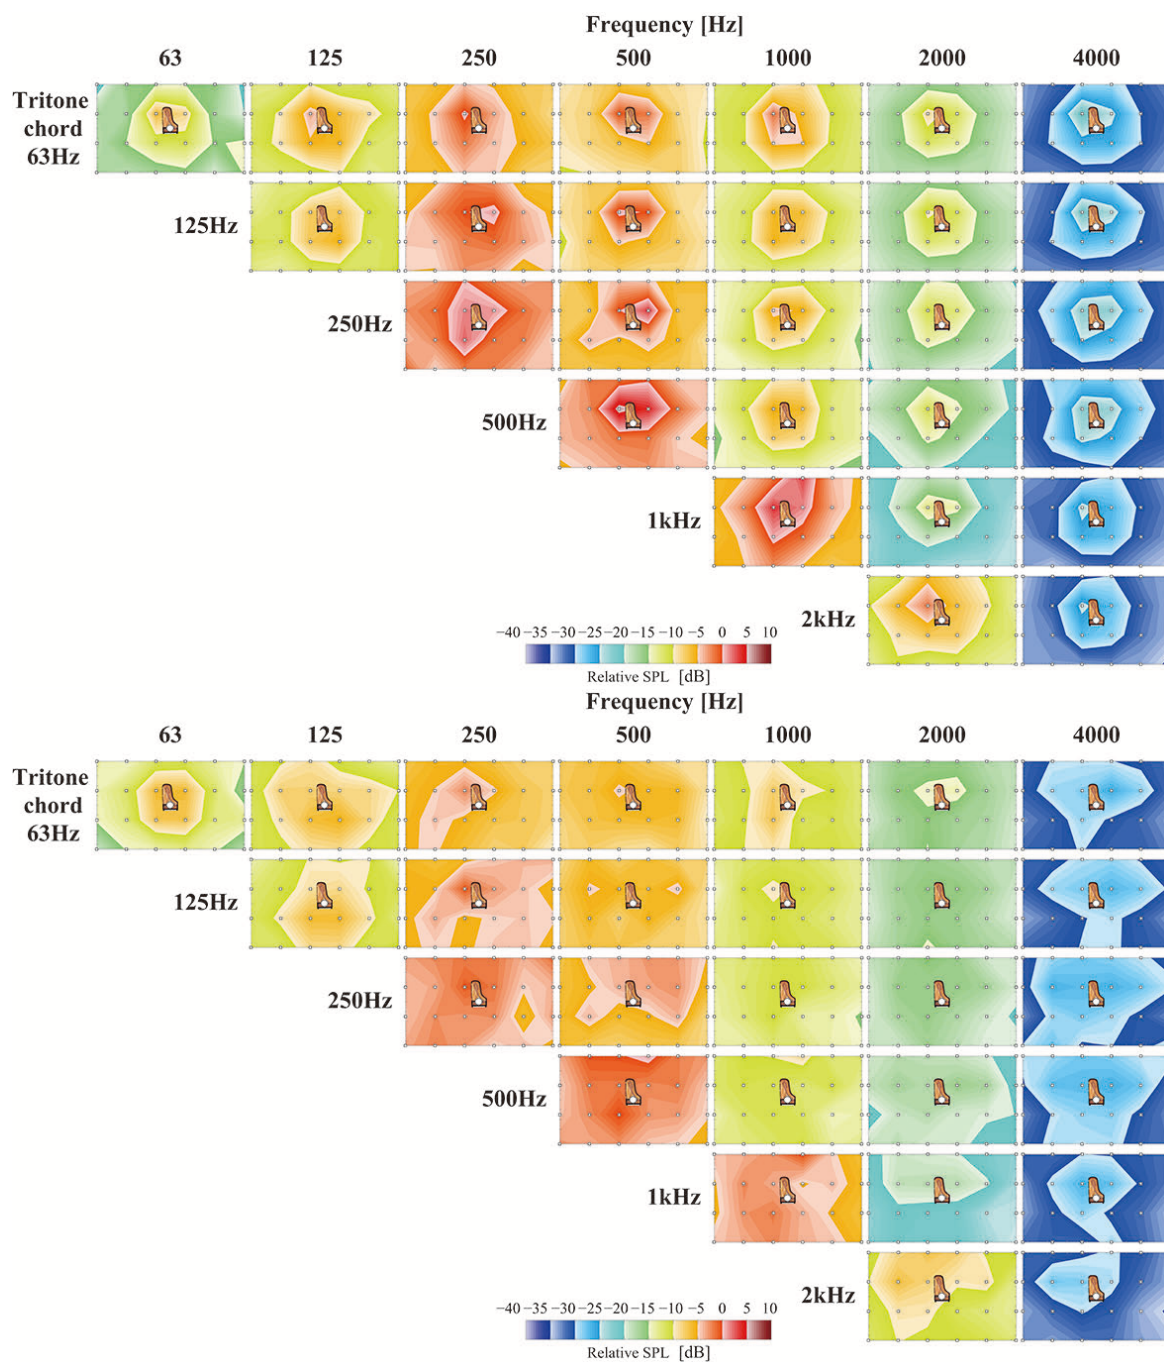 Frequency [Hz]
63 125 250 500 1000 2000 4000
Tritone
chord
63Hz
125Hz
250Hz
500Hz
1kHz
2kHz
−40 −35 −30 −25 −20 −15 −10 −5 0 5 10
Relative SPL [dB]
Frequency [Hz]
63 125 250 500 1000 2000 4000
Tritone
chord
63Hz
125Hz
250Hz
500Hz
1kHz
2kHz
−40 −35 −30 −25 −20 −15 −10 −5 0 5 10
Relative SPL [dB]